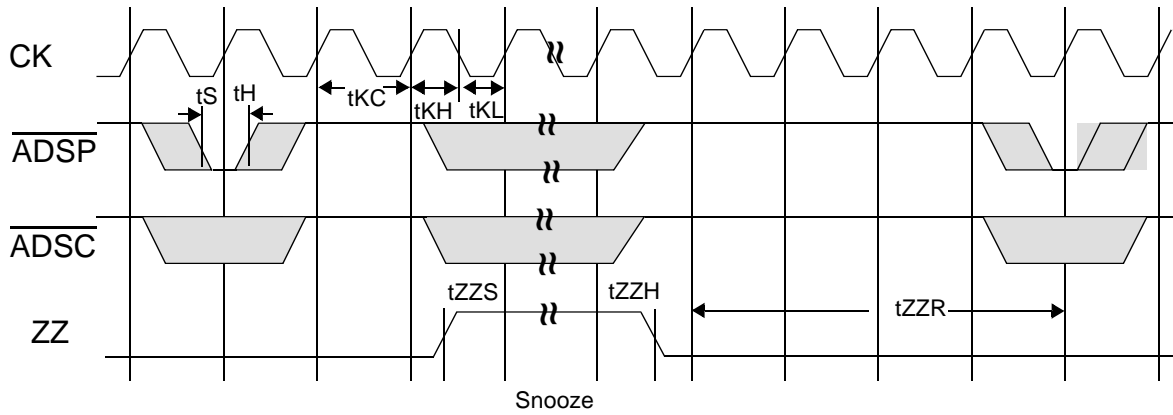 CK
tS
tH
tKC
tKH
tKL
ADSP
ADSC
tZZS
tZZH
tZZR
ZZ
Snooze